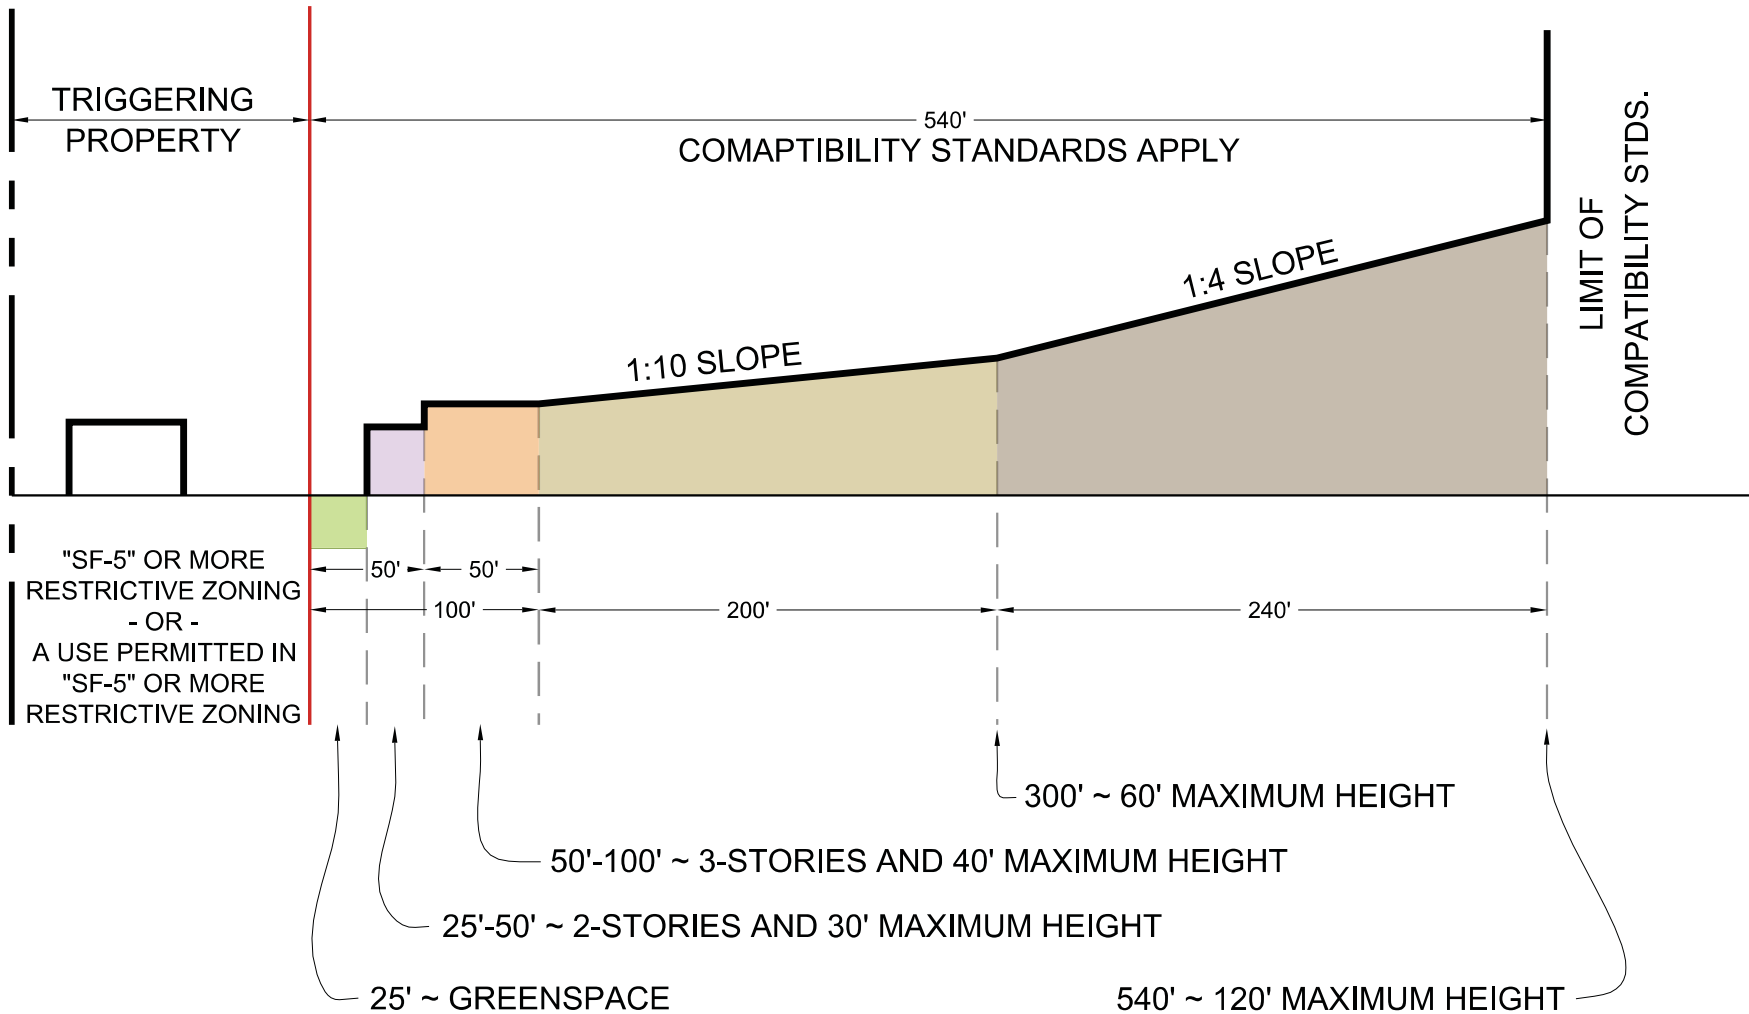 TRIGGERING
PROPERTY
540'
COMAPTIBILITY STANDARDS APPLY
LIMIT OF
COMPATIBILITY STDS.
1:10 SLOPE
1:4 SLOPE
"SF-5" OR MORE
RESTRICTIVE ZONING
- OR -
A USE PERMITTED IN
"SF-5" OR MORE
RESTRICTIVE ZONING
50'
50'
100'
200'
240'
300' ~ 60' MAXIMUM HEIGHT
50'-100' ~ 3-STORIES AND 40' MAXIMUM HEIGHT
25'-50' ~ 2-STORIES AND 30' MAXIMUM HEIGHT
25' ~ GREENSPACE
540' ~ 120' MAXIMUM HEIGHT